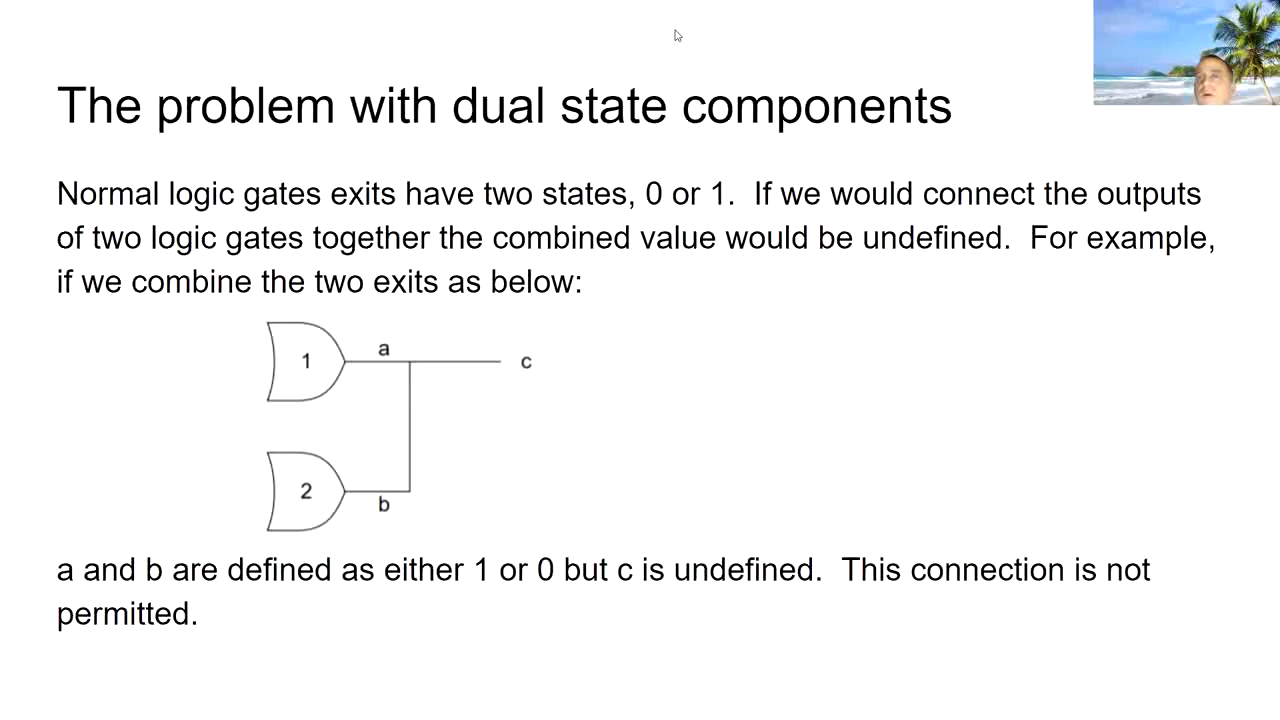 The problem with dual state components
Normal logic gates exits have two states, 0 or 1.  If we would connect the outputs
of two logic gates together the combined value would be undefined.  For example,
if we combine the two exits as below:
1
a
c
2
b
a and b are defined as either 1 or 0 but c is undefined.  This connection is not
permitted.